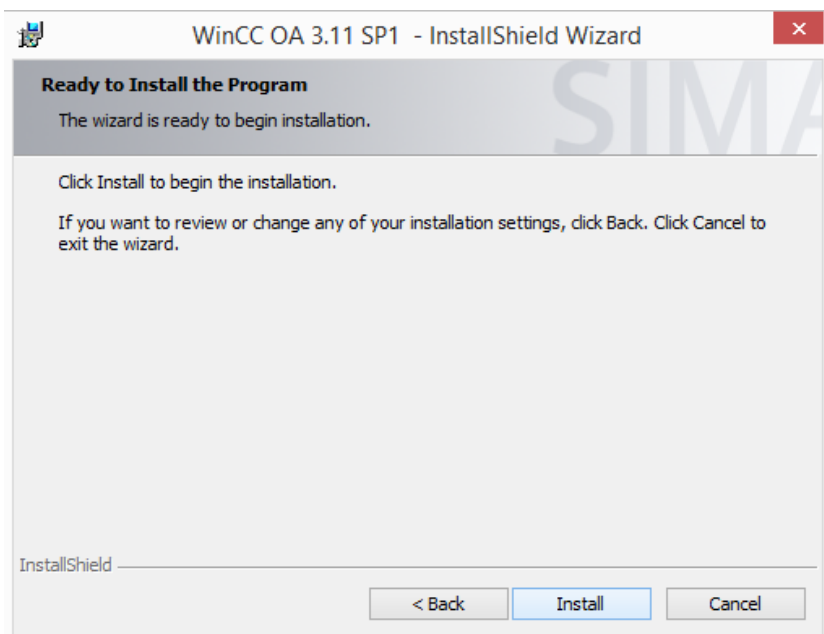 WinCC OA 3.11 SP1 - InstallShield Wizard
Ready to Install the Program
The wizard is ready to begin installation.
SIMA
Click Install to begin the installation.
If you want to review or change any of your installation settings, click Back. Click Cancel to
exit the wizard.
InstallShield
< Back
Install
Cancel